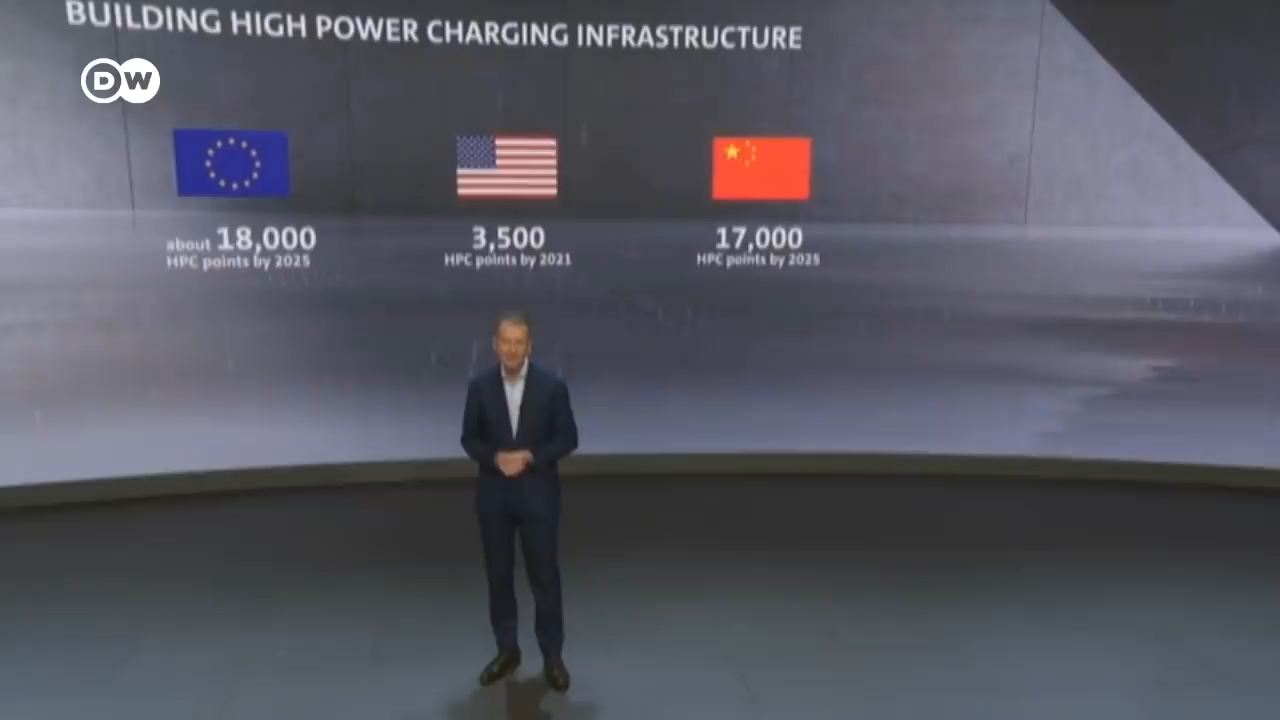 BUILDING HIGH POWER CHARGING INFRASTRUCTURE
DW
about 18,000
HPC points by 2025
3,500
HPC points by 2021
17,000
HPC points by 2025